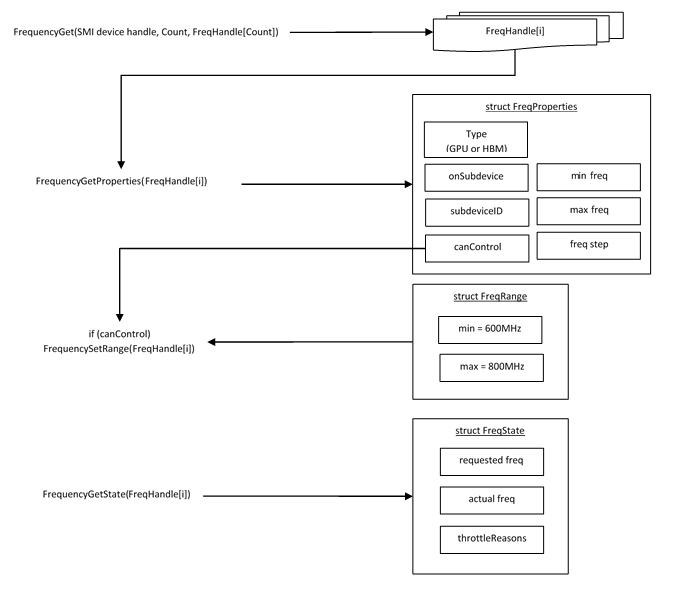 FrequencyGet(SMI device handle, Count, FreqHandle[Count])
FreqHandle[i]
struct FreqProperties
Type
(GPU or HBM)
FrequencyGetProperties(FreqHandle[i])
onSubdevice
min freq
subdeviceID
max freq
canControl
freq step
struct FreqRange
min = 600MHz
if (canControl)
FrequencySetRange(FreqHandle[i])
max = 800MHz
struct FreqState
requested freq
FrequencyGetState(FreqHandle[i])
actual freq
throttleReasons